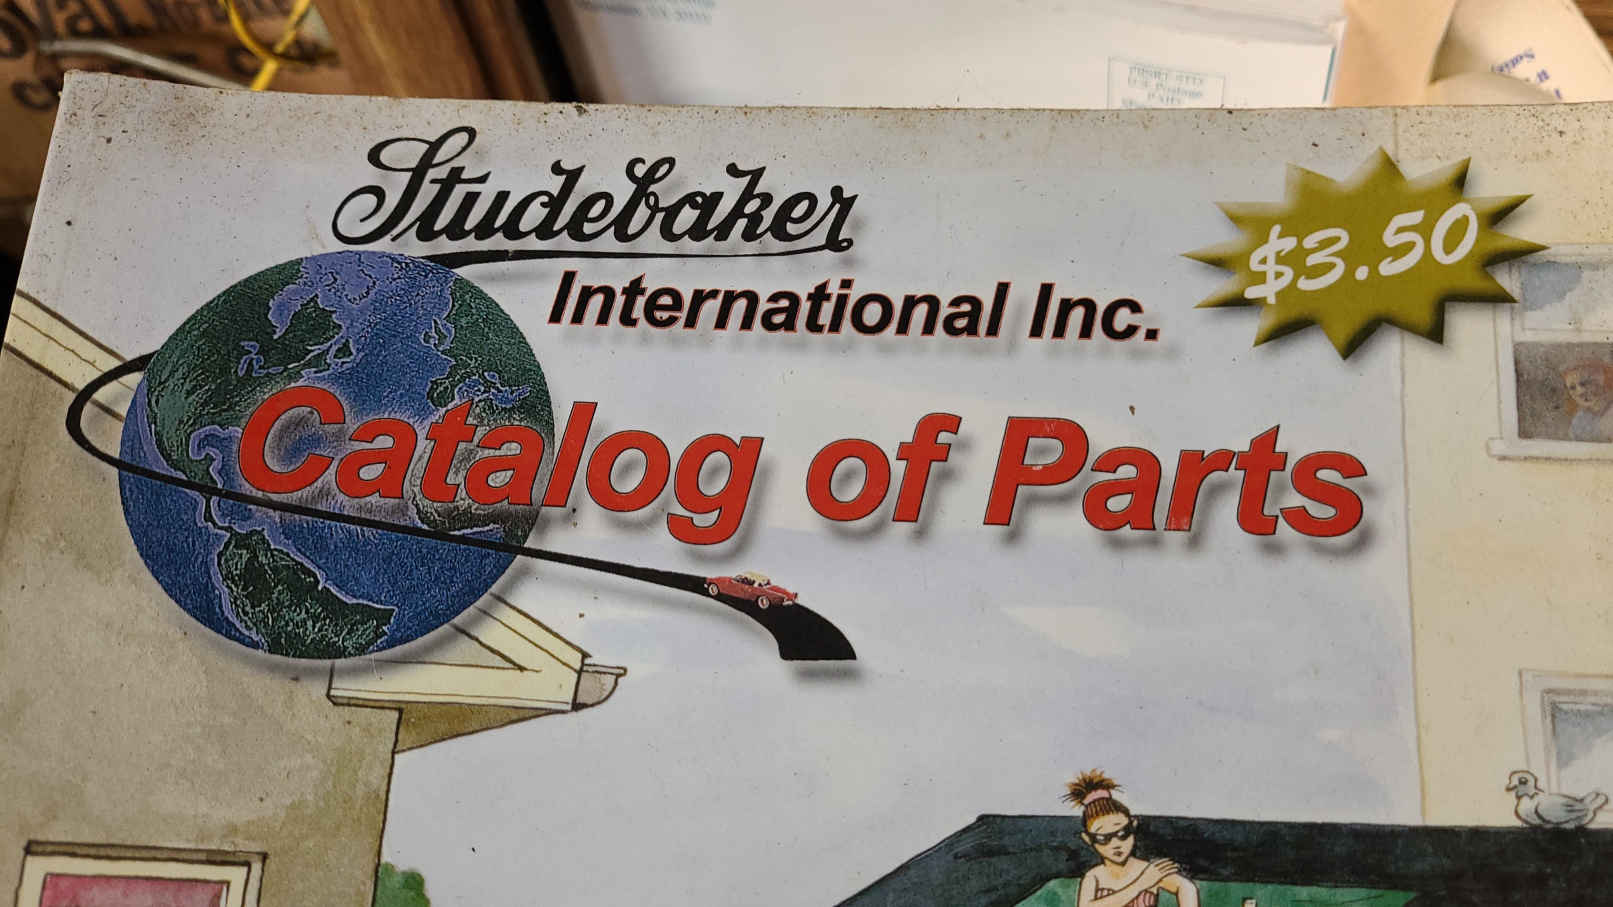 Studebaker
International Inc.
$3.50
Catalog of Parts